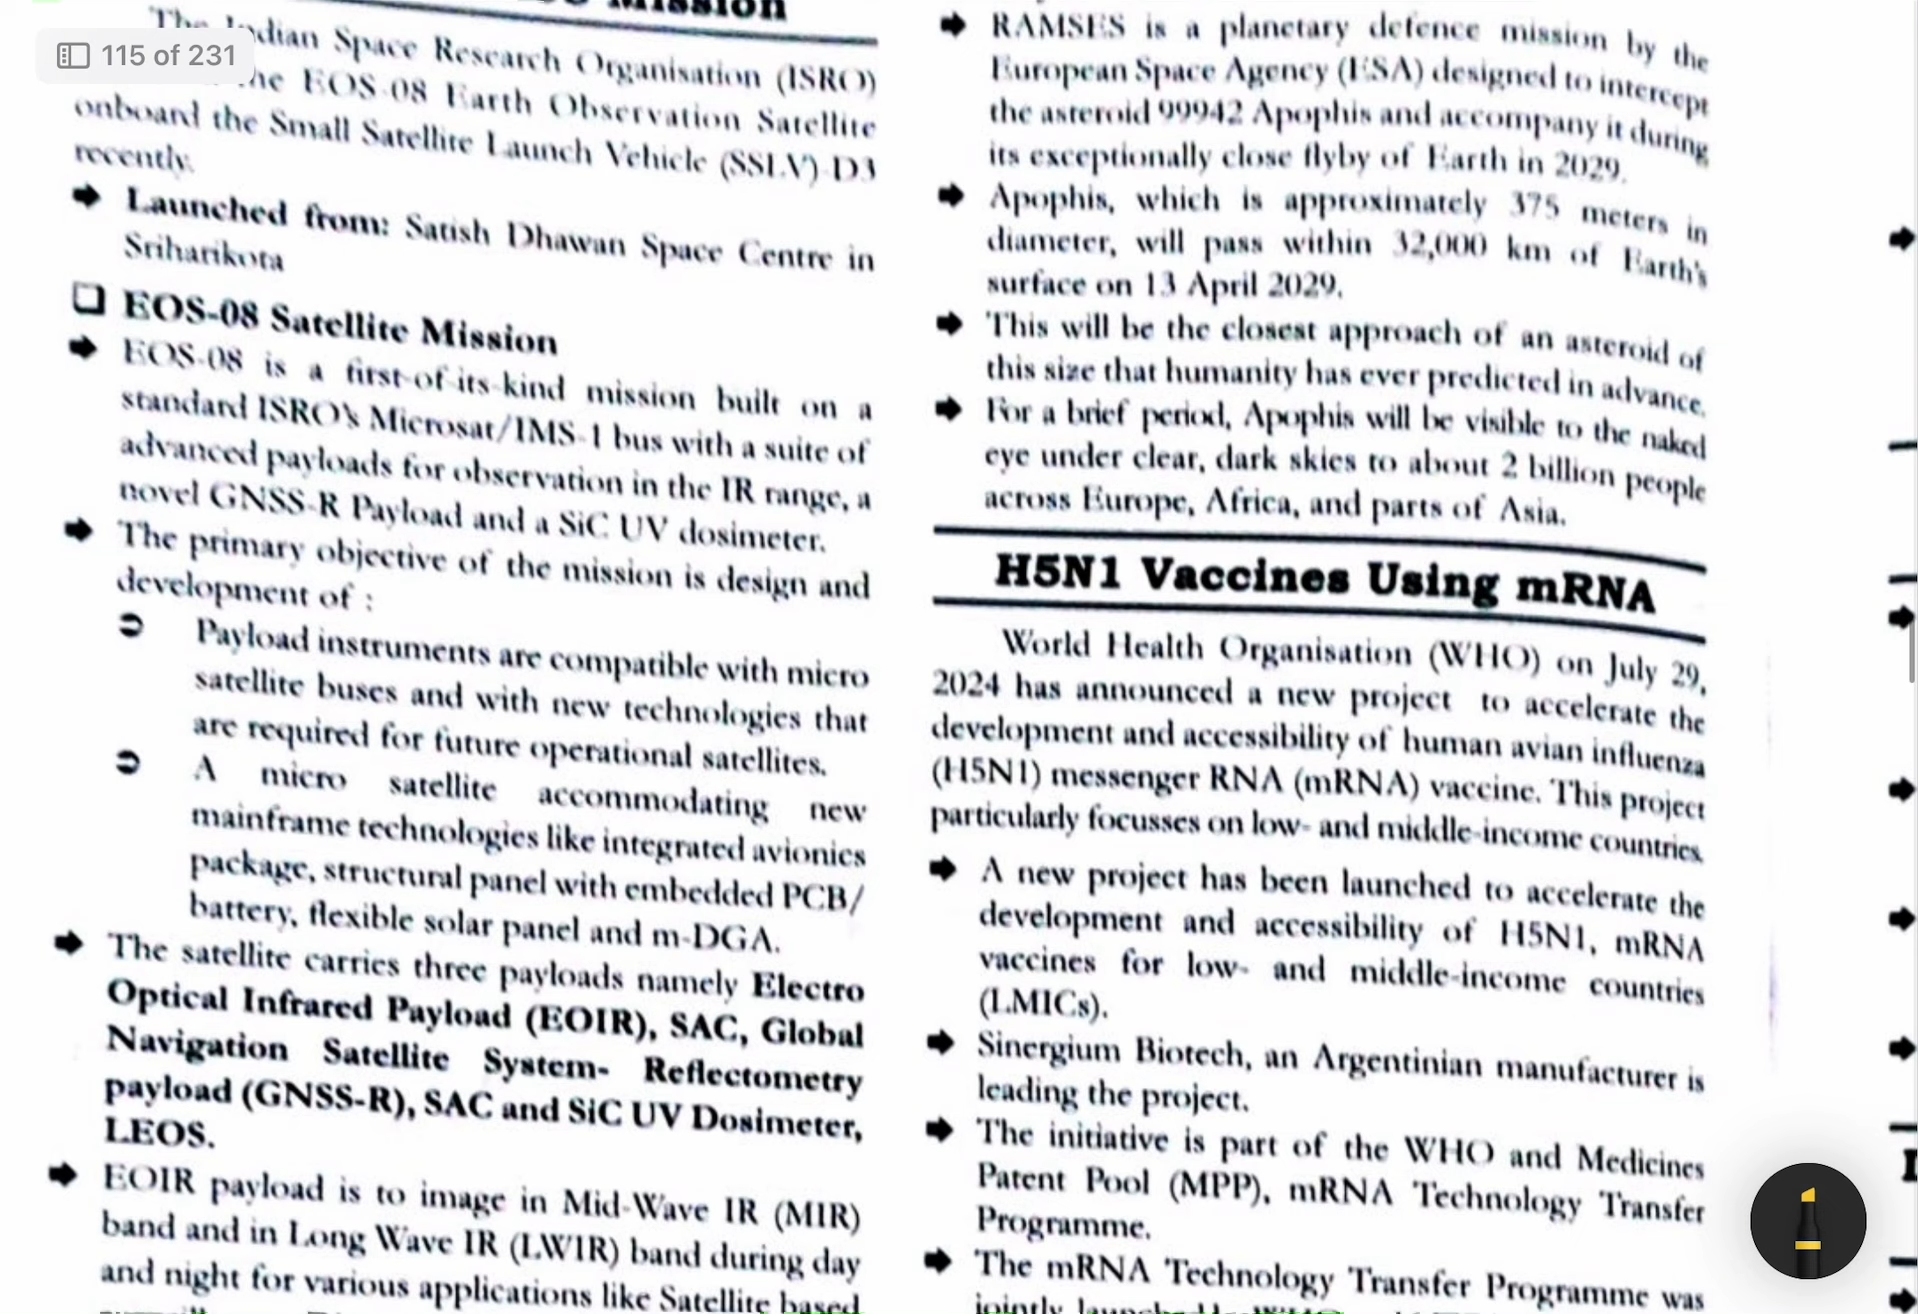 115 of 231
Mission
The Indian Space Research Organisation (ISRO)
the EOS-08 Earth Observation Satellite
onboard the Small Satellite Launch Vehicle (SSLV)-D3
recently.
➡ Launched from: Satish Dhawan Space Centre in
Sriharikota
❑ EOS-08 Satellite Mission
➡ EOS-08 is a first-of-its-kind mission built on a
standard ISRO's Microsat/IMS-1 bus with a suite of
advanced payloads for observation in the IR range, a
novel GNSS-R Payload and a SiC UV dosimeter.
➡ The primary objective of the mission is design and
development of :
➲ Payload instruments are compatible with micro
satellite buses and with new technologies that
are required for future operational satellites.
➲ A micro satellite accommodating new
mainframe technologies like integrated avionics
package, structural panel with embedded PCB/
battery, flexible solar panel and m-DGA.
➡ The satellite carries three payloads namely Electro
Optical Infrared Payload (EOIR), SAC, Global
Navigation Satellite System- Reflectometry
payload (GNSS-R), SAC and SiC UV Dosimeter,
LEOS.
➡ EOIR payload is to image in Mid-Wave IR (MIR)
band and in Long Wave IR (LWIR) band during day
and night for various applications like Satellite based
➡ RAMSES is a planetary defence mission by the
European Space Agency (ESA) designed to intercept
the asteroid 99942 Apophis and accompany it during
its exceptionally close flyby of Earth in 2029.
➡ Apophis, which is approximately 375 meters in
diameter, will pass within 32,000 km of Earth's
surface on 13 April 2029.
➡ This will be the closest approach of an asteroid of
this size that humanity has ever predicted in advance.
➡ For a brief period, Apophis will be visible to the naked
eye under clear, dark skies to about 2 billion people
across Europe, Africa, and parts of Asia.
H5N1 Vaccines Using mRNA
World Health Organisation (WHO) on July 29,
2024 has announced a new project to accelerate the
development and accessibility of human avian influenza
(H5N1) messenger RNA (mRNA) vaccine. This project
particularly focusses on low- and middle-income countries.
➡ A new project has been launched to accelerate the
development and accessibility of H5N1, mRNA
vaccines for low- and middle-income countries
(LMICs).
➡ Sinergium Biotech, an Argentinian manufacturer is
leading the project.
➡ The initiative is part of the WHO and Medicines
Patent Pool (MPP), mRNA Technology Transfer
Programme.
➡ The mRNA Technology Transfer Programme was
jointly